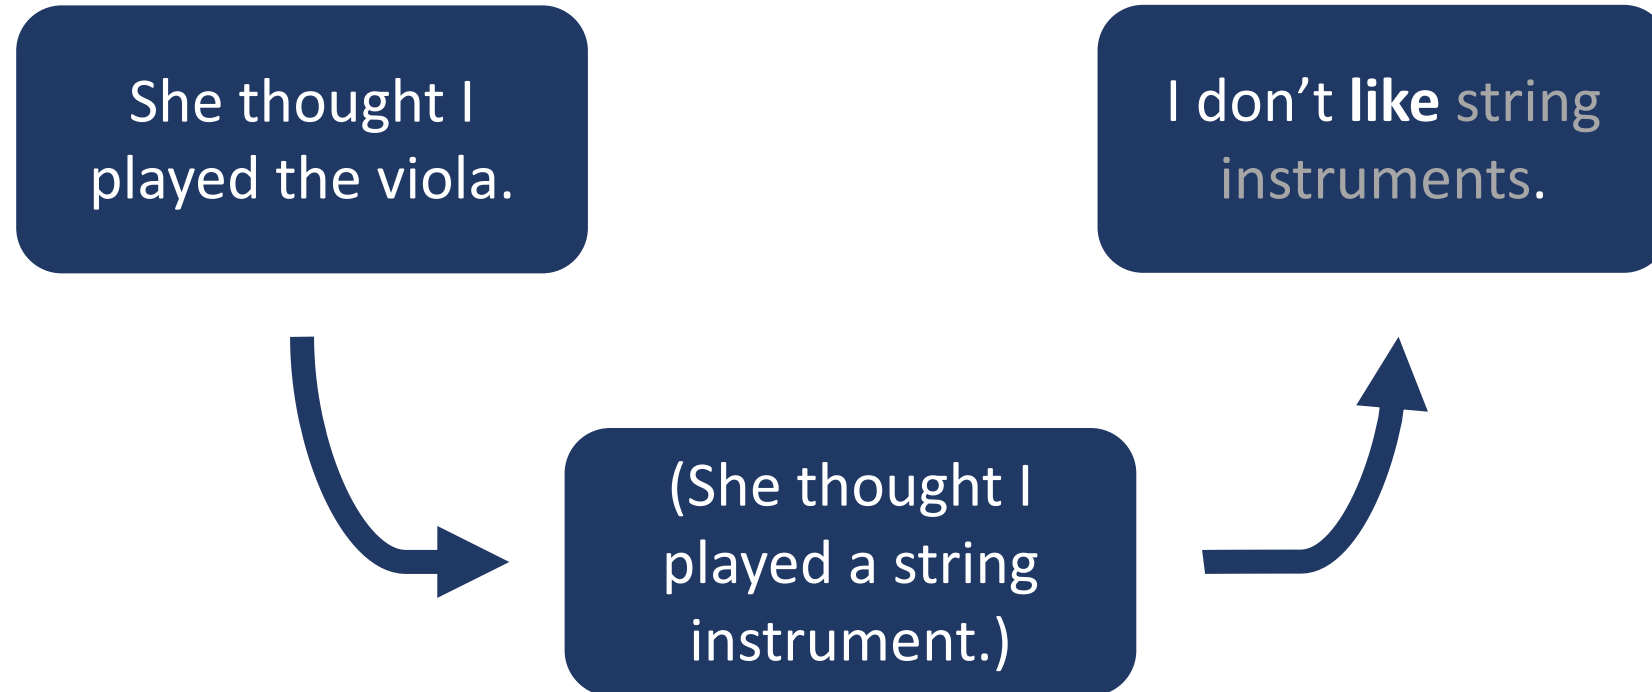 She thought I
played the viola.
I don’t like string
instruments.
(She thought I
played a string
instrument.)